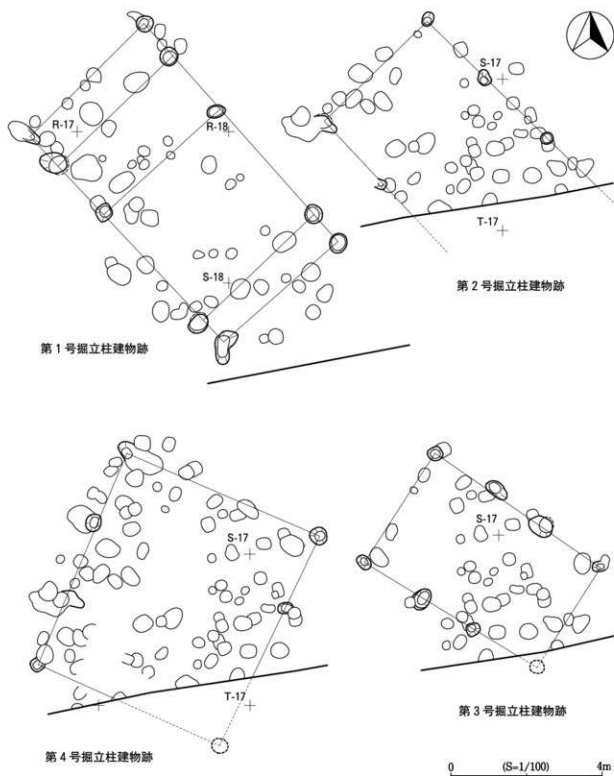 R-17
R-18
S-18
第1号掘立柱建物跡
S-17
T-17
第2号掘立柱建物跡
S-17
T-17
第4号掘立柱建物跡
S-17
第3号掘立柱建物跡
0 (S=1/100) 4m